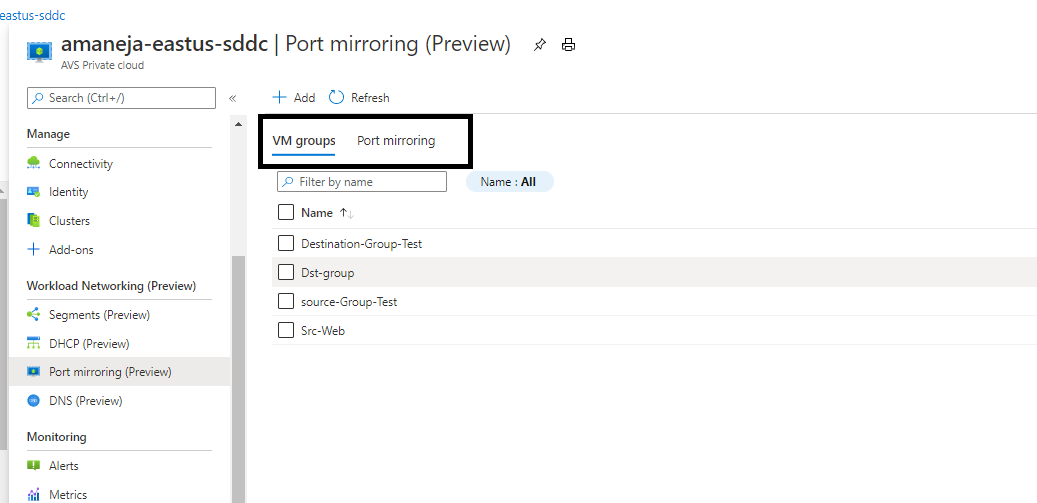 eastus-sddc
amaneja-eastus-sddc | Port mirroring (Preview)
AVS Private cloud
Search (Ctrl+/)
«
Add
Refresh
Manage
Connectivity
Identity
Clusters
Add-ons
Workload Networking (Preview)
Segments (Preview)
DHCP (Preview)
Port mirroring (Preview)
DNS (Preview)
Monitoring
Alerts
Metrics
VM groups
Port mirroring
Filter by name
Name : All
Name ↑↓
Destination-Group-Test
Dst-group
source-Group-Test
Src-Web